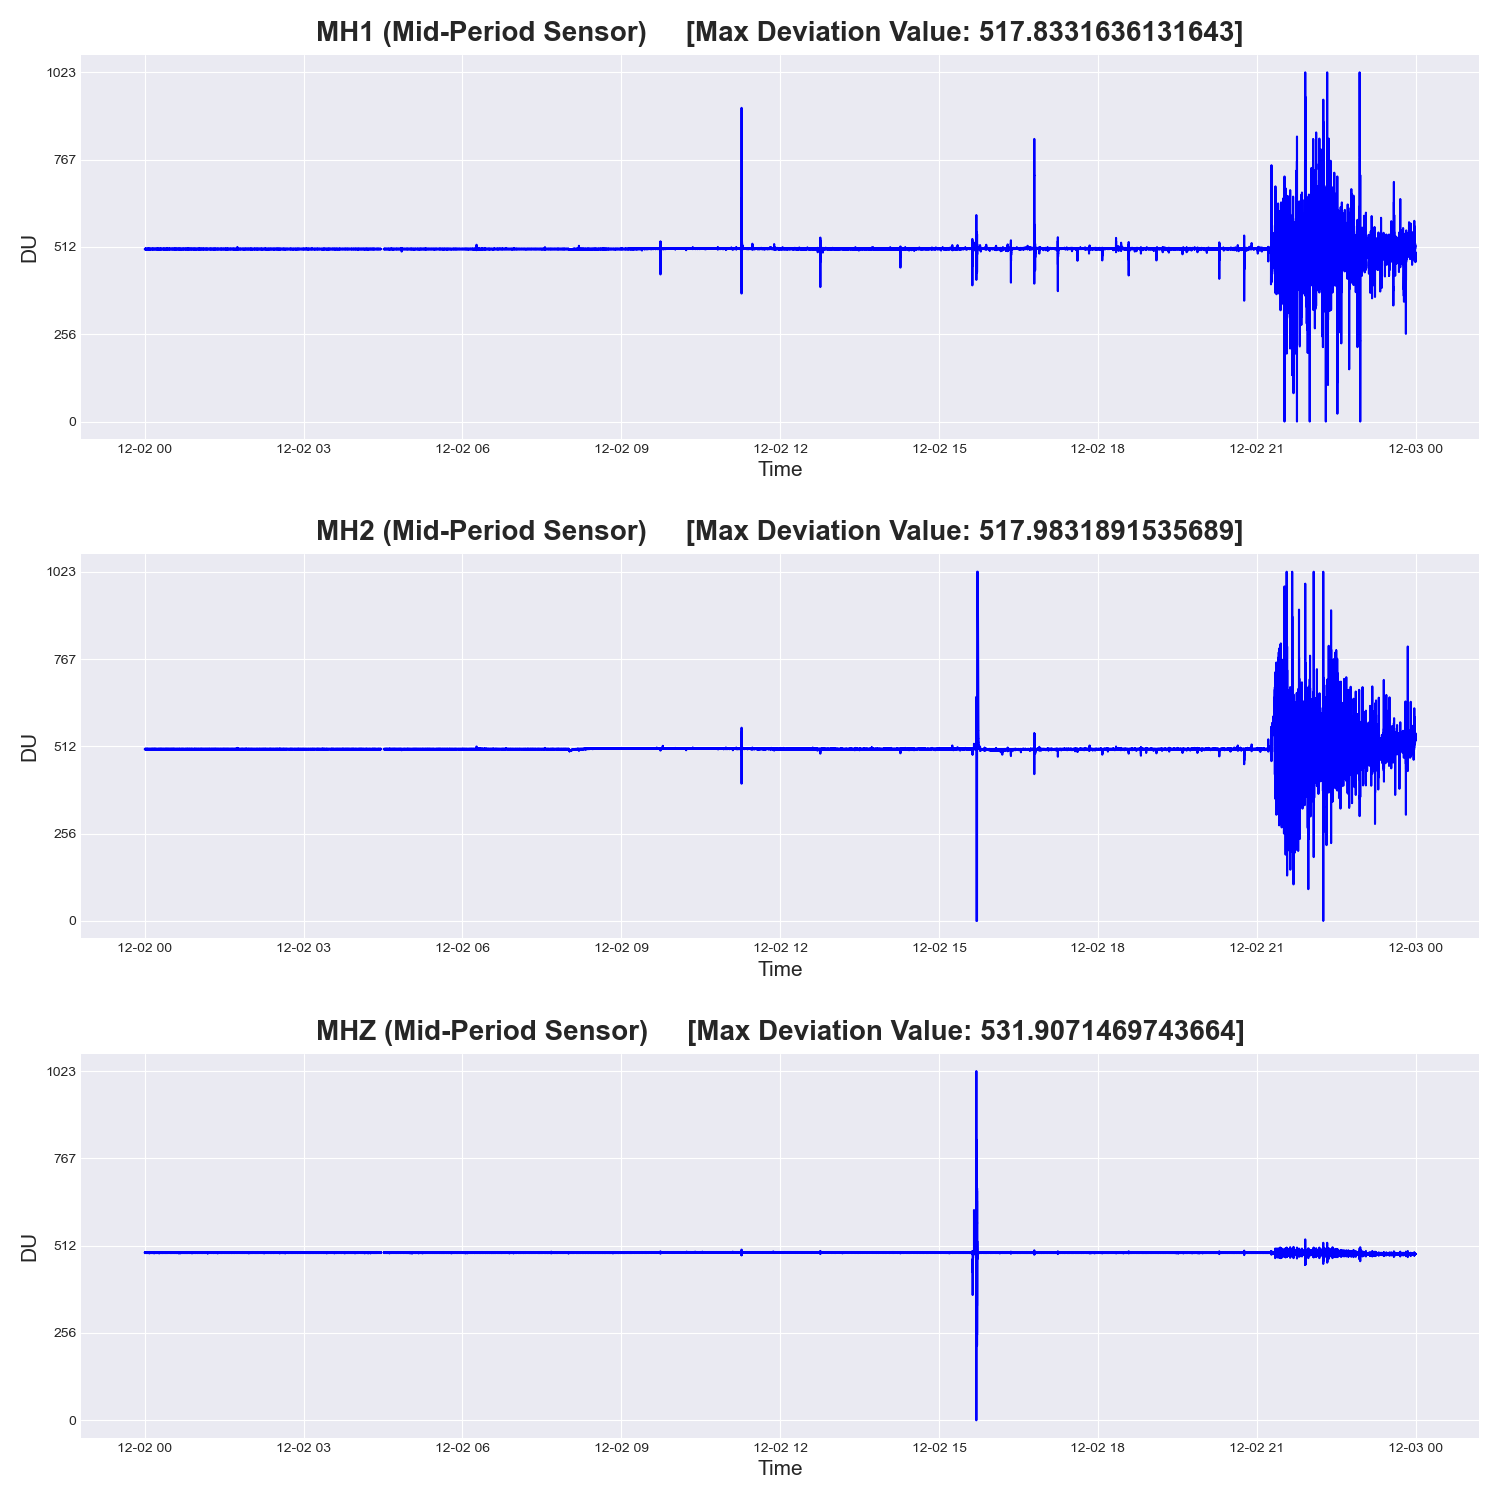 MH1 (Mid-Period Sensor)     [Max Deviation Value: 517.8331636131643]
1023
767
512
256
0
DU
12-02 00 12-02 03 12-02 06 12-02 09 12-02 12 12-02 15 12-02 18 12-02 21 12-03 00
Time
MH2 (Mid-Period Sensor)     [Max Deviation Value: 517.9831891535689]
1023
767
512
256
0
DU
12-02 00 12-02 03 12-02 06 12-02 09 12-02 12 12-02 15 12-02 18 12-02 21 12-03 00
Time
MHZ (Mid-Period Sensor)     [Max Deviation Value: 531.9071469743664]
1023
767
512
256
0
DU
12-02 00 12-02 03 12-02 06 12-02 09 12-02 12 12-02 15 12-02 18 12-02 21 12-03 00
Time